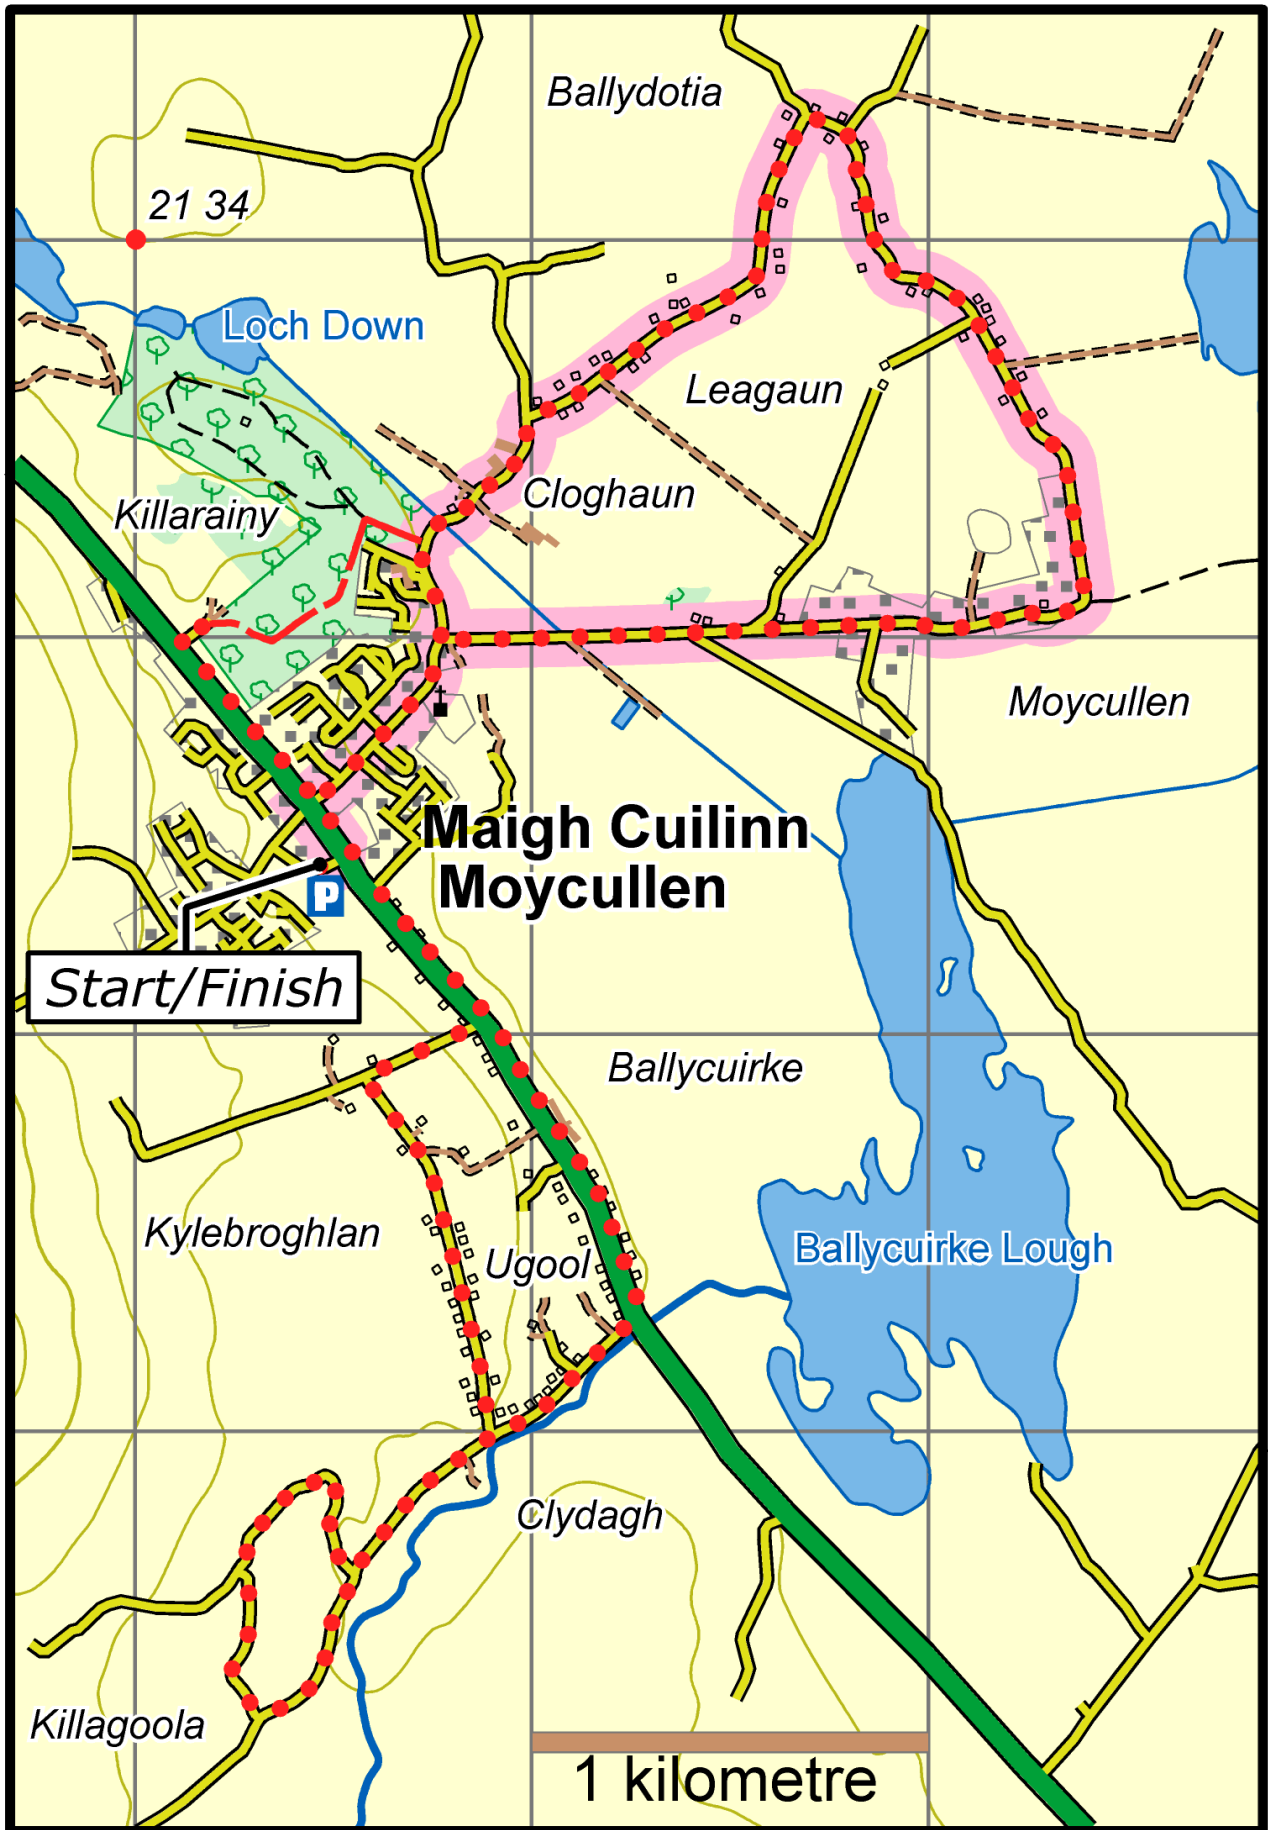 Ballydotia
21 34
Loch Down
Leagaun
Cloghaun
Killarainy
Moycullen
Maigh Cuilinn
Moycullen
P
Start/Finish
Ballycuirke
Kylebroghlan
Ugool
Ballycuirke Lough
Clydagh
Killagoola
1 kilometre